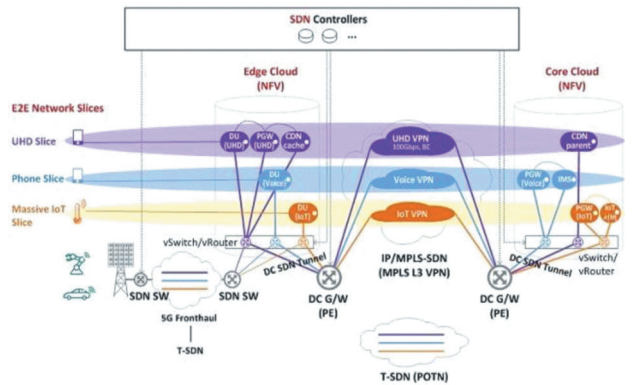 SDN Controllers
...
Edge Cloud
(NFV)
Core Cloud
(NFV)
E2E Network Slices
UHD Slice
DU
(UHD)
PGW
(UHD)
CDN
cache
UHD VPN
100Gbps, BC
CDN
parent
Phone Slice
DU
(Voice)
Voice VPN
PGW
(Voice)
IMS
Massive IoT
Slice
DU
(IoT)
IoT VPN
PGW
(IoT)
IoT
vSwitch/vRouter
DC SDN Tunnel
IP/MPLS-SDN
(MPLS L3 VPN)
DC SDN Tunnel
vSwitch/
vRouter
SDN SW
SDN SW
DC G/W
(PE)
DC G/W
(PE)
5G Fronthaul
T-SDN
T-SDN (POTN)